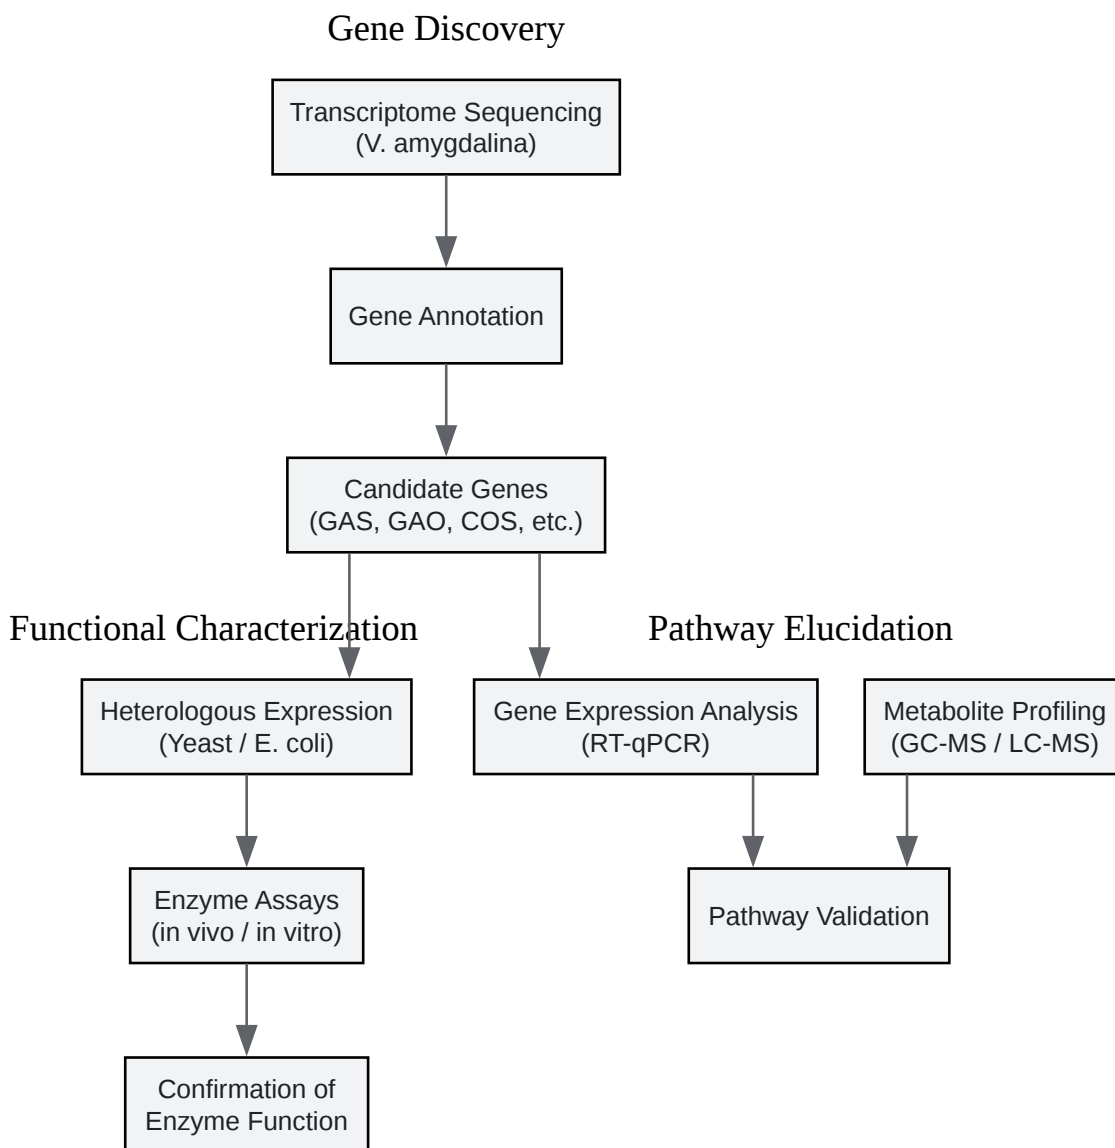 Gene Discovery
Transcriptome Sequencing
(V. amygdalina)
Gene Annotation
Candidate Genes
(GAS, GAO, COS, etc.)
Functional Characterization
Pathway Elucidation
Heterologous Expression
(Yeast / E. coli)
Gene Expression Analysis
(RT-qPCR)
Metabolite Profiling
(GC-MS / LC-MS)
Enzyme Assays
(in vivo / in vitro)
Pathway Validation
Confirmation of
Enzyme Function